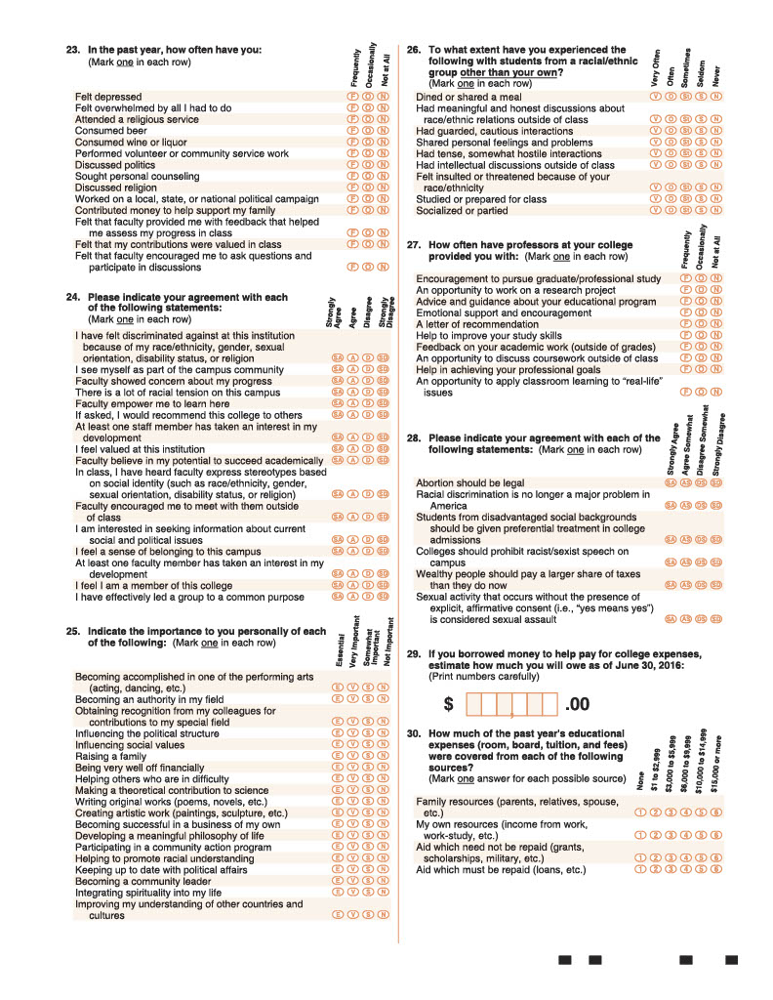 23. In the past year, how often have you:
(Mark one in each row)
Frequently
Occasionally
Not at All
Felt depressed F O N
Felt overwhelmed by all I had to do F O N
Attended a religious service F O N
Consumed beer F O N
Consumed wine or liquor F O N
Performed volunteer or community service work F O N
Discussed politics F O N
Sought personal counseling F O N
Discussed religion F O N
Worked on a local, state, or national political campaign F O N
Contributed money to help support my family F O N
Felt that faculty provided me with feedback that helped
me assess my progress in class F O N
Felt that my contributions were valued in class F O N
Felt that faculty encouraged me to ask questions and
participate in discussions F O N
24. Please indicate your agreement with each
of the following statements:
(Mark one in each row)
Strongly Agree
Agree
Disagree
Strongly Disagree
I have felt discriminated against at this institution
because of my race/ethnicity, gender, sexual
orientation, disability status, or religion SA A D SD
I see myself as part of the campus community SA A D SD
Faculty showed concern about my progress SA A D SD
There is a lot of racial tension on this campus SA A D SD
Faculty empower me to learn here SA A D SD
If asked, I would recommend this college to others SA A D SD
At least one staff member has taken an interest in my
development SA A D SD
I feel valued at this institution SA A D SD
Faculty believe in my potential to succeed academically SA A D SD
In class, I have heard faculty express stereotypes based
on social identity (such as race/ethnicity, gender,
sexual orientation, disability status, or religion) SA A D SD
Faculty encouraged me to meet with them outside
of class SA A D SD
I am interested in seeking information about current
social and political issues SA A D SD
I feel a sense of belonging to this campus SA A D SD
At least one faculty member has taken an interest in my
development SA A D SD
I feel I am a member of this college SA A D SD
I have effectively led a group to a common purpose SA A D SD
25. Indicate the importance to you personally of each
of the following: (Mark one in each row)
Essential
Very Important
Somewhat Important
Not Important
Becoming accomplished in one of the performing arts
(acting, dancing, etc.) E V S N
Becoming an authority in my field E V S N
Obtaining recognition from my colleagues for
contributions to my special field E V S N
Influencing the political structure E V S N
Influencing social values E V S N
Raising a family E V S N
Being very well off financially E V S N
Helping others who are in difficulty E V S N
Making a theoretical contribution to science E V S N
Writing original works (poems, novels, etc.) E V S N
Creating artistic work (paintings, sculpture, etc.) E V S N
Becoming successful in a business of my own E V S N
Developing a meaningful philosophy of life E V S N
Participating in a community action program E V S N
Helping to promote racial understanding E V S N
Keeping up to date with political affairs E V S N
Becoming a community leader E V S N
Integrating spirituality into my life E V S N
Improving my understanding of other countries and
cultures E V S N
26. To what extent have you experienced the
following with students from a racial/ethnic
group other than your own?
(Mark one in each row)
Very Often
Often
Sometimes
Seldom
Never
Dined or shared a meal V O St S N
Had meaningful and honest discussions about
race/ethnic relations outside of class V O St S N
Had guarded, cautious interactions V O St S N
Shared personal feelings and problems V O St S N
Had tense, somewhat hostile interactions V O St S N
Had intellectual discussions outside of class V O St S N
Felt insulted or threatened because of your
race/ethnicity V O St S N
Studied or prepared for class V O St S N
Socialized or partied V O St S N
27. How often have professors at your college
provided you with: (Mark one in each row)
Frequently
Occasionally
Not at All
Encouragement to pursue graduate/professional study F O N
An opportunity to work on a research project F O N
Advice and guidance about your educational program F O N
Emotional support and encouragement F O N
A letter of recommendation F O N
Help to improve your study skills F O N
Feedback on your academic work (outside of grades) F O N
An opportunity to discuss coursework outside of class F O N
Help in achieving your professional goals F O N
An opportunity to apply classroom learning to “real-life”
issues F O N
28. Please indicate your agreement with each of the
following statements: (Mark one in each row)
Strongly Agree
Agree Somewhat
Disagree Somewhat
Strongly Disagree
Abortion should be legal SA AS DS SD
Racial discrimination is no longer a major problem in
America SA AS DS SD
Students from disadvantaged social backgrounds
should be given preferential treatment in college
admissions SA AS DS SD
Colleges should prohibit racist/sexist speech on
campus SA AS DS SD
Wealthy people should pay a larger share of taxes
than they do now SA AS DS SD
Sexual activity that occurs without the presence of
explicit, affirmative consent (i.e., “yes means yes”)
is considered sexual assault SA AS DS SD
29. If you borrowed money to help pay for college expenses,
estimate how much you will owe as of June 30, 2016:
(Print numbers carefully)
$ , .00
30. How much of the past year's educational
expenses (room, board, tuition, and fees)
were covered from each of the following
sources?
(Mark one answer for each possible source)
None
$1 to $2,999
$3,000 to $5,999
$6,000 to $9,999
$10,000 to $14,999
$15,000 or more
Family resources (parents, relatives, spouse,
etc.) 1 2 3 4 5 6
My own resources (income from work,
work-study, etc.) 1 2 3 4 5 6
Aid which need not be repaid (grants,
scholarships, military, etc.) 1 2 3 4 5 6
Aid which must be repaid (loans, etc.) 1 2 3 4 5 6